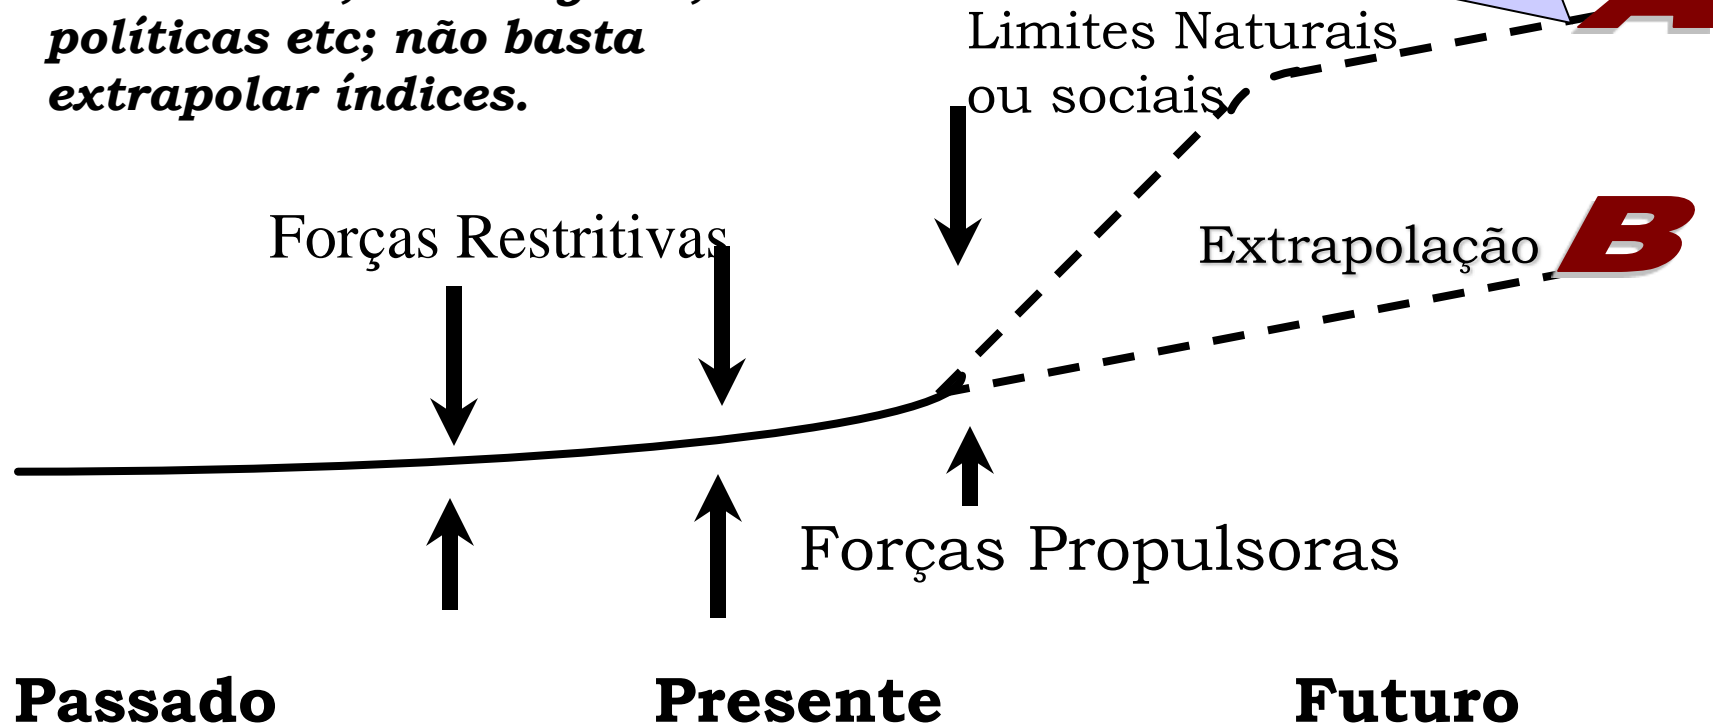 políticas etc; não basta
extrapolar índices.
Limites Naturais
ou sociais
Forças Restritivas
Extrapolação B
Forças Propulsoras
Passado Presente Futuro